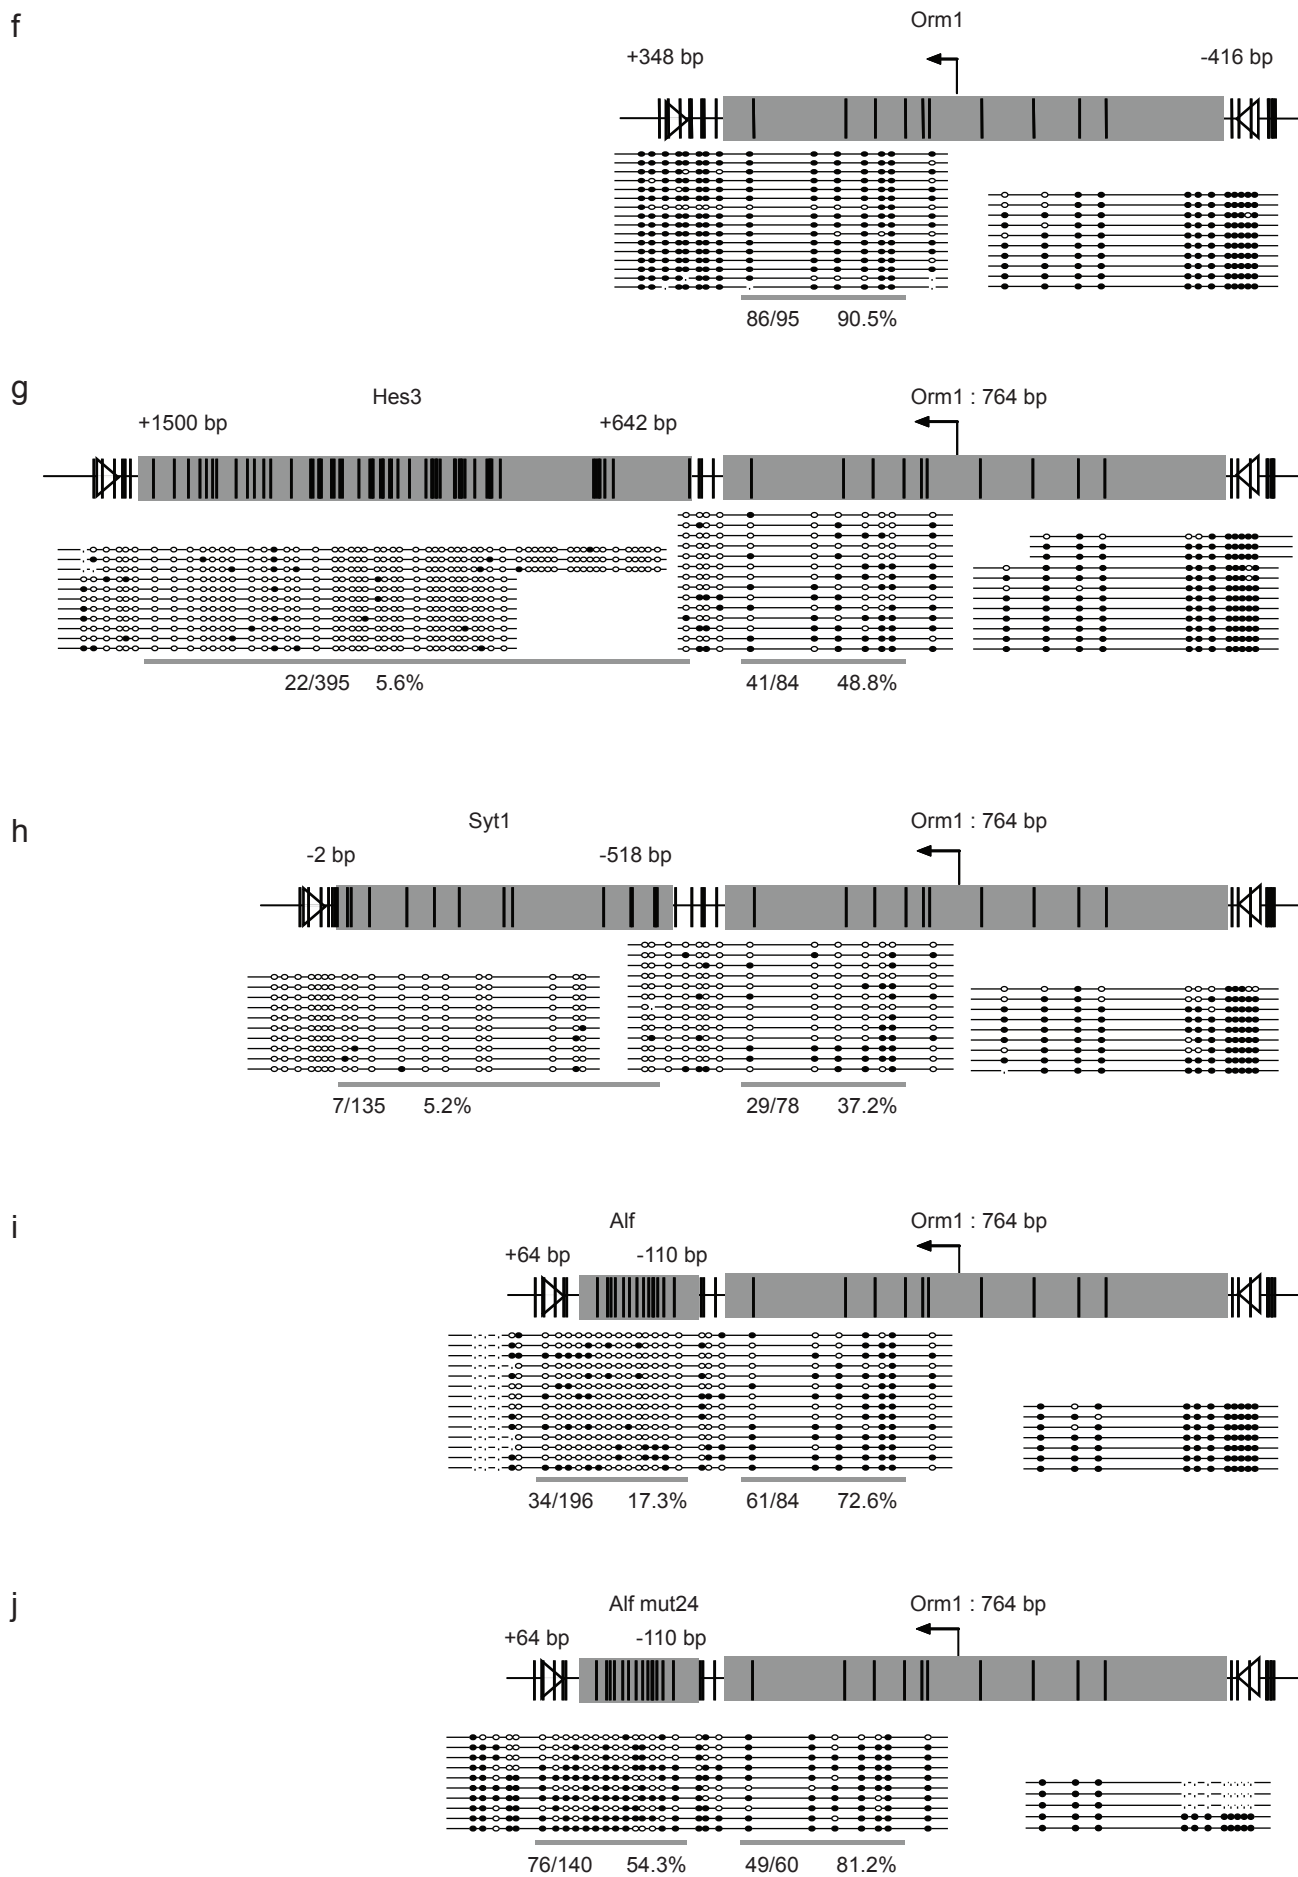 f
Orm1
+348 bp
-416 bp
86/95 90.5%
g
Hes3
Orm1 : 764 bp
+1500 bp
+642 bp
22/395 5.6%
41/84 48.8%
h
Syt1
Orm1 : 764 bp
-2 bp
-518 bp
7/135 5.2%
29/78 37.2%
i
Alf
Orm1 : 764 bp
+64 bp
-110 bp
34/196 17.3%
61/84 72.6%
j
Alf mut24
Orm1 : 764 bp
+64 bp
-110 bp
76/140 54.3%
49/60 81.2%